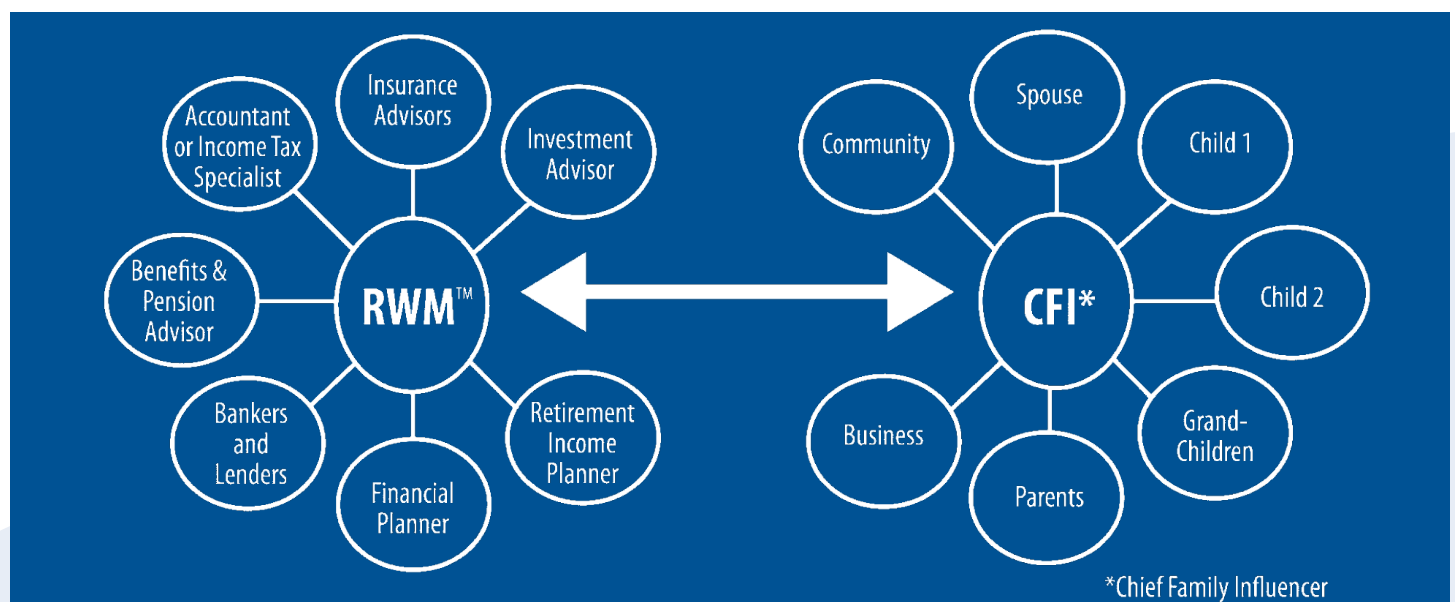 Insurance
Advisors
Accountant
or Income Tax
Specialist
Investment
Advisor
Benefits &
Pension
Advisor
RWM™
Bankers
and
Lenders
Retirement
Income
Planner
Financial
Planner
Spouse
Community
Child 1
CFI*
Child 2
Business
Grand-
Children
Parents
*Chief Family Influencer